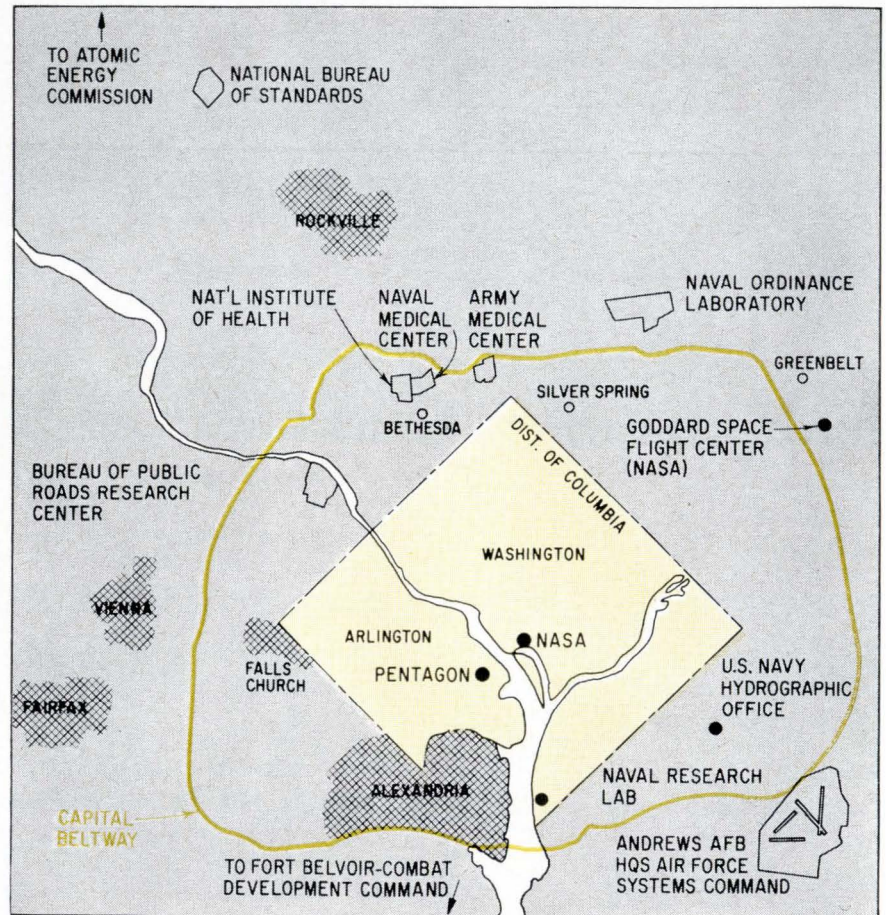 TO ATOMIC
ENERGY
COMMISSION
NATIONAL BUREAU
OF STANDARDS
ROCKVILLE
NAT'L INSTITUTE
OF HEALTH
NAVAL
MEDICAL
CENTER
ARMY
MEDICAL
CENTER
NAVAL ORDINANCE
LABORATORY
GREENBELT
SILVER SPRING
BETHESDA
GODDARD SPACE
FLIGHT CENTER
(NASA)
DIST. OF COLUMBIA
BUREAU OF PUBLIC
ROADS RESEARCH
CENTER
WASHINGTON
VIENNA
ARLINGTON
NASA
FALLS
CHURCH
PENTAGON
U.S. NAVY
HYDROGRAPHIC
OFFICE
FAIRFAX
ALEXANDRIA
NAVAL RESEARCH
LAB
CAPITAL
BELTWAY
TO FORT BELVOIR-COMBAT
DEVELOPMENT COMMAND
ANDREWS AFB
HQS AIR FORCE
SYSTEMS COMMAND